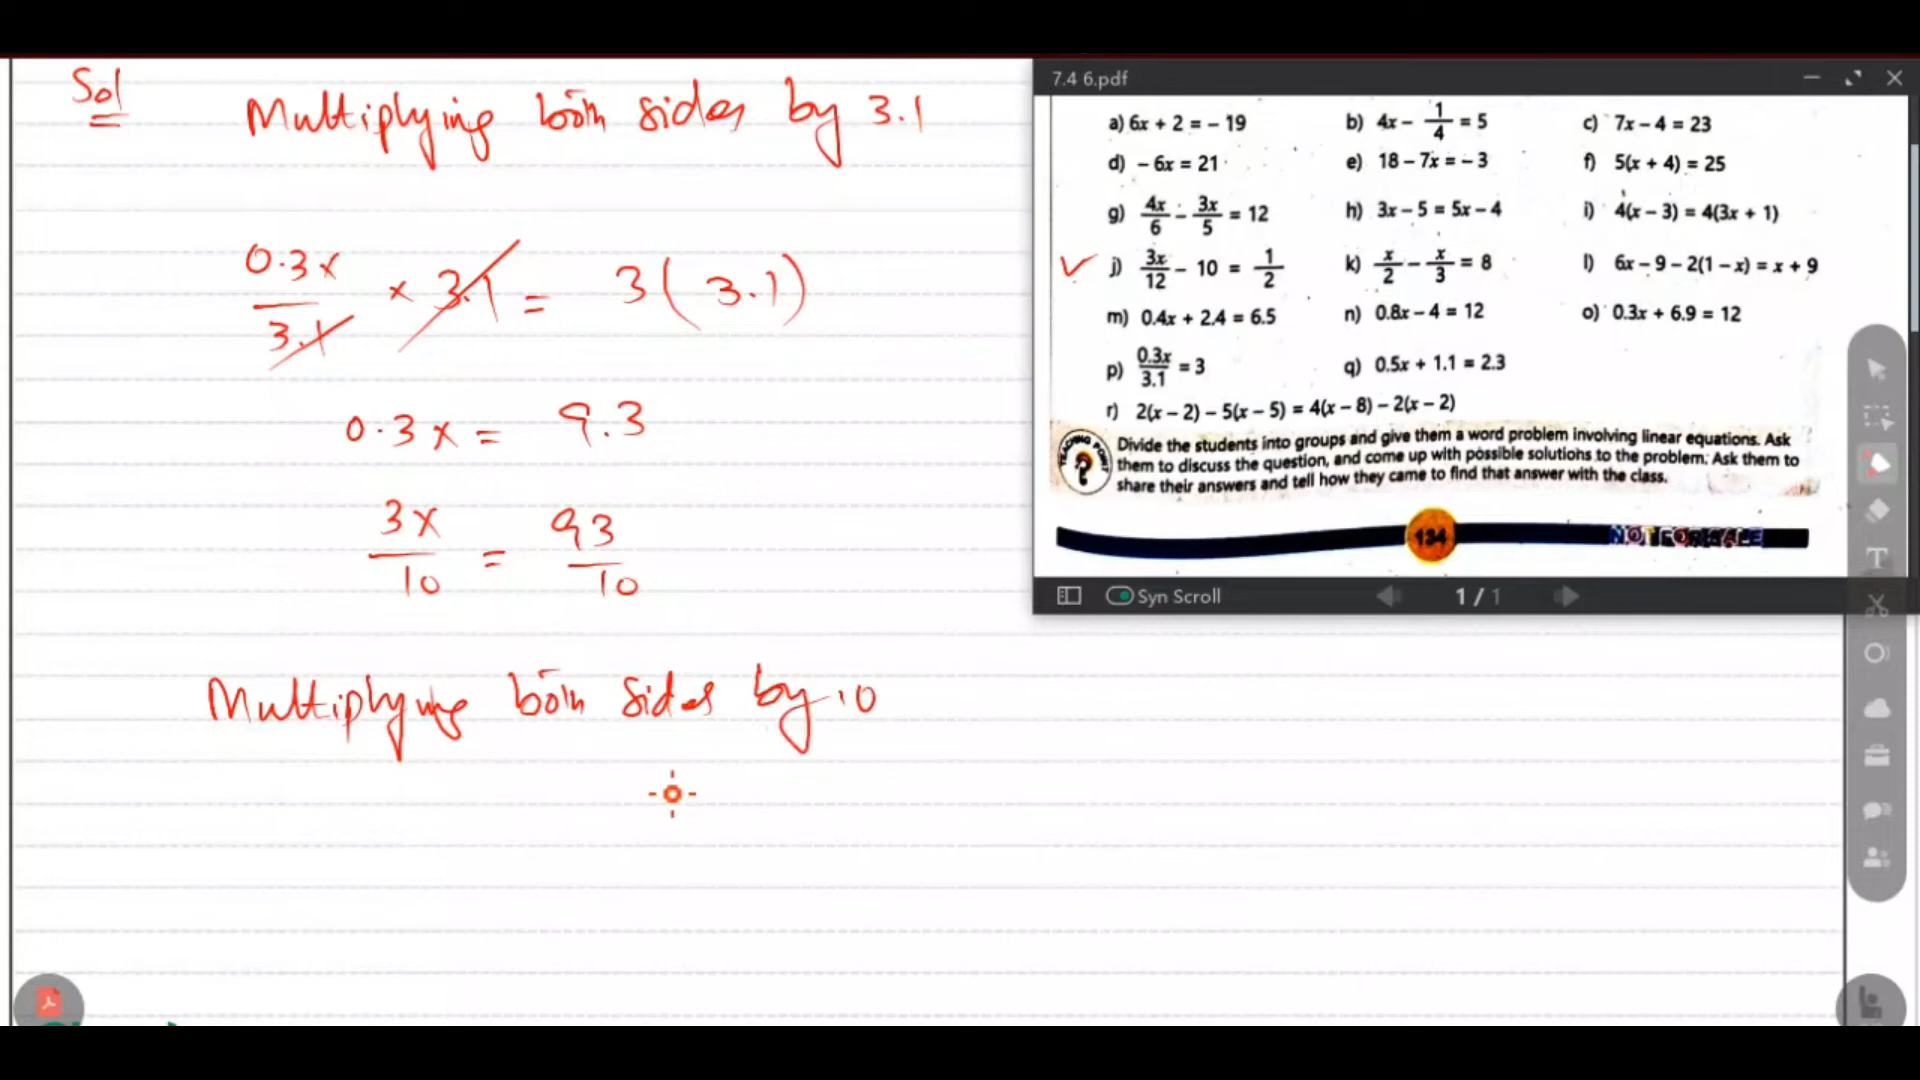 Sol
Multiplying both sides by 3.1
0.3x/3.1 × 3.1 = 3(3.1)
0.3x = 9.3
3x/10 = 93/10
Multiplying both sides by 10
7.4 6.pdf
a) 6x + 2 = – 19 b) 4x – 1/4 = 5 c) 7x – 4 = 23
d) – 6x = 21 e) 18 – 7x = – 3 f) 5(x + 4) = 25
g) 4x/6 – 3x/5 = 12 h) 3x – 5 = 5x – 4 i) 4(x – 3) = 4(3x + 1)
j) 3x/12 – 10 = 1/2 k) x/2 – x/3 = 8 l) 6x – 9 – 2(1 – x) = x + 9
m) 0.4x + 2.4 = 6.5 n) 0.8x – 4 = 12 o) 0.3x + 6.9 = 12
p) 0.3x/3.1 = 3 q) 0.5x + 1.1 = 2.3
r) 2(x – 2) – 5(x – 5) = 4(x – 8) – 2(x – 2)
TEACHING POINT
?
Divide the students into groups and give them a word problem involving linear equations. Ask
them to discuss the question, and come up with possible solutions to the problem. Ask them to
share their answers and tell how they came to find that answer with the class.
134
NOT FOR SALE
Syn Scroll
1 / 1
T